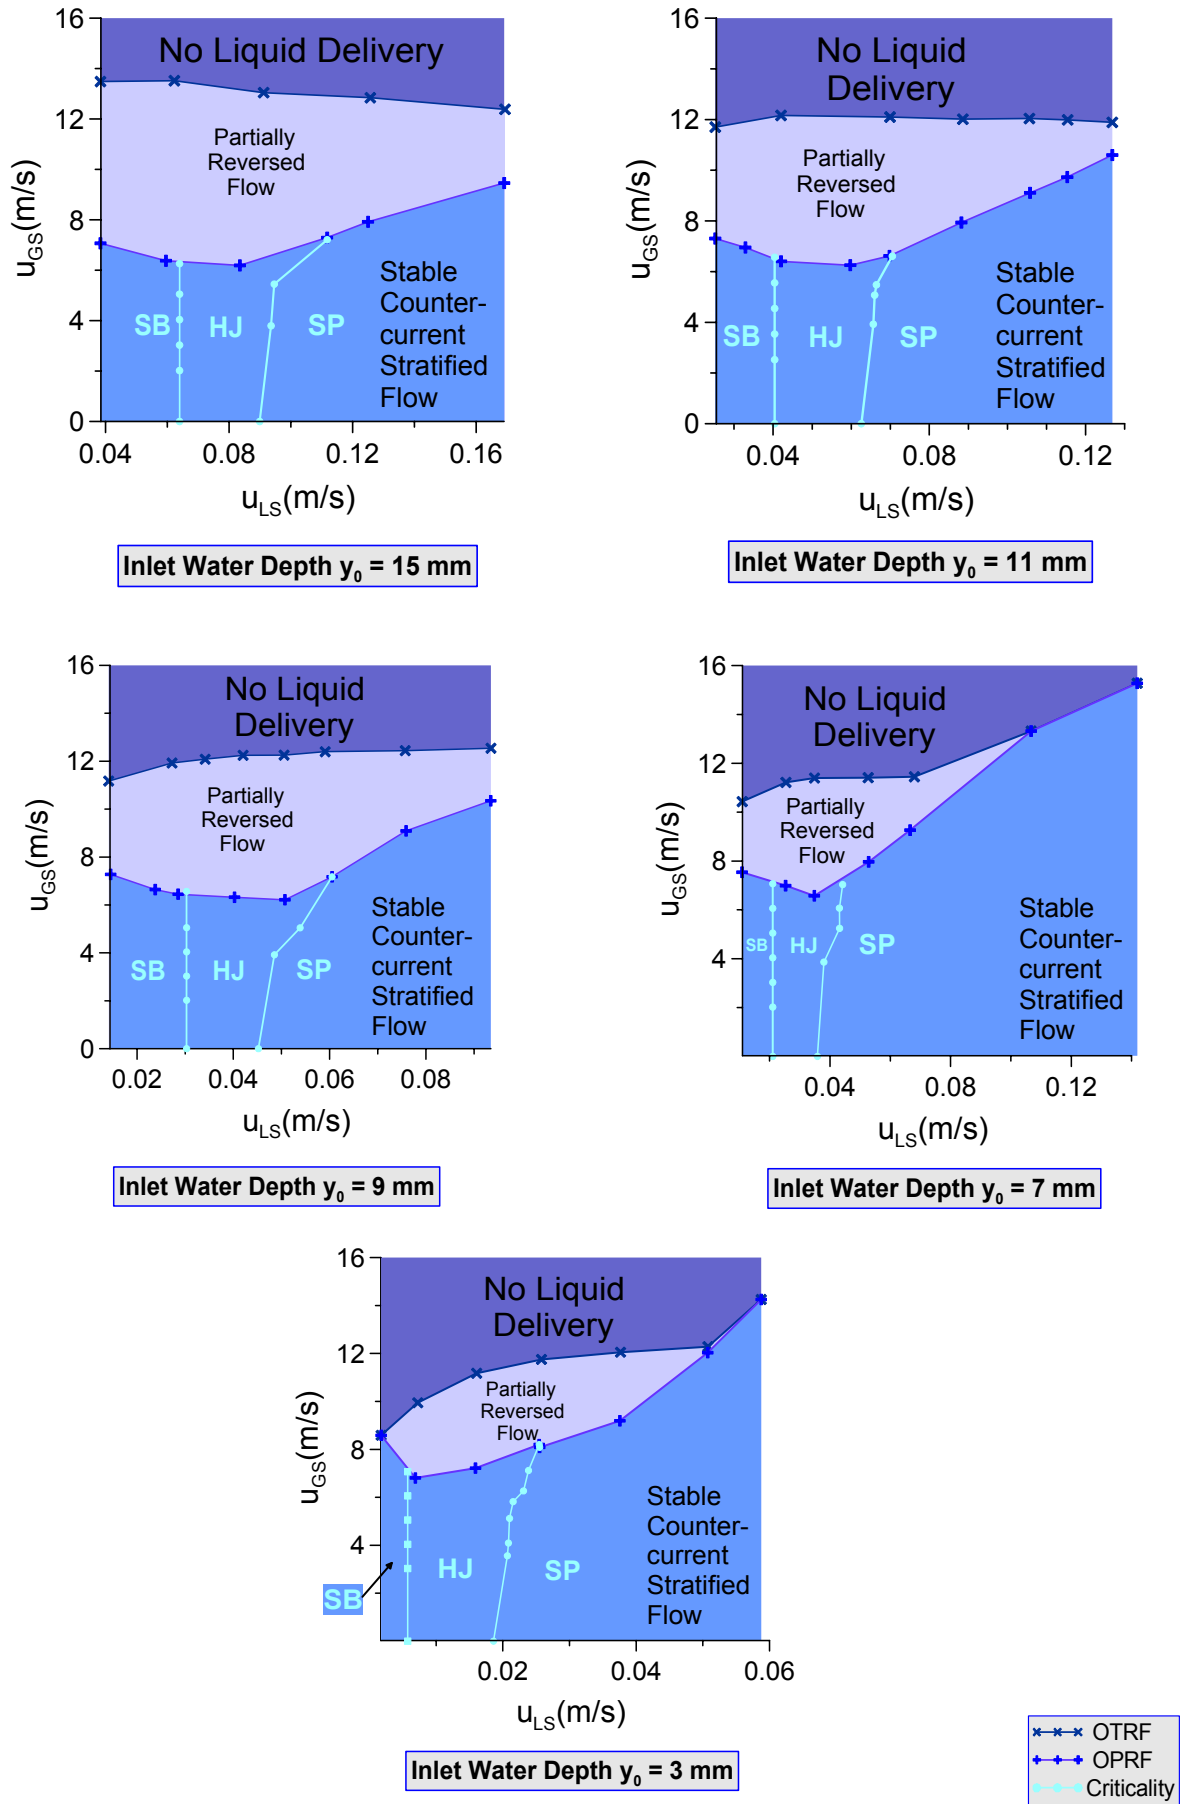 16
12
8
4
0
u_GS(m/s)
No Liquid Delivery
Partially
Reversed
Flow
SB
HJ
SP
Stable
Counter-
current
Stratified
Flow
0.04
0.08
0.12
0.16
u_LS(m/s)
Inlet Water Depth y_0 = 15 mm
16
12
8
4
0
u_GS(m/s)
No Liquid
Delivery
Partially
Reversed
Flow
SB
HJ
SP
Stable
Counter-
current
Stratified
Flow
0.04
0.08
0.12
u_LS(m/s)
Inlet Water Depth y_0 = 11 mm
16
12
8
4
0
u_GS(m/s)
No Liquid
Delivery
Partially
Reversed
Flow
SB
HJ
SP
Stable
Counter-
current
Stratified
Flow
0.02
0.04
0.06
0.08
u_LS(m/s)
Inlet Water Depth y_0 = 9 mm
16
12
8
4
u_GS(m/s)
No Liquid
Delivery
Partially
Reversed
Flow
SB
HJ
SP
Stable
Counter-
current
Stratified
Flow
0.04
0.08
0.12
u_LS(m/s)
Inlet Water Depth y_0 = 7 mm
16
12
8
4
u_GS(m/s)
No Liquid
Delivery
Partially
Reversed
Flow
SB
HJ
SP
Stable
Counter-
current
Stratified
Flow
0.02
0.04
0.06
u_LS(m/s)
Inlet Water Depth y_0 = 3 mm
OTRF
OPRF
Criticality